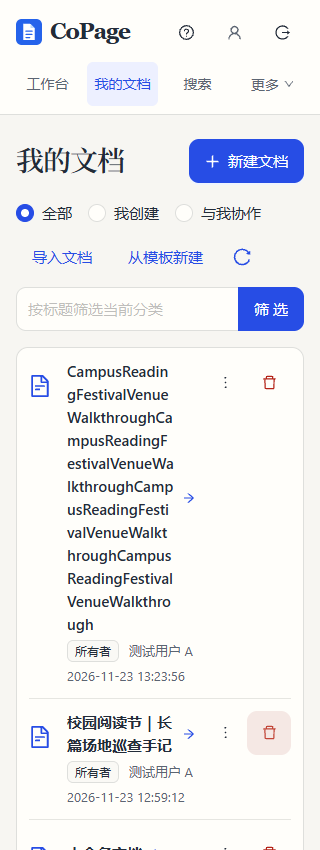 CoPage
工作台 我的文档 搜索 更多
我的文档
新建文档
全部 我创建 与我协作
导入文档 从模板新建
按标题筛选当前分类 筛选
CampusReadin
gFestivalVenue
WalkthroughCa
mpusReadingF
estivalVenueWa
lkthroughCamp
usReadingFesti
valVenueWalkt
hroughCampus
ReadingFestival
VenueWalkthro
ugh
所有者 测试用户 A
2026-11-23 13:23:56
校园阅读节 | 长
篇场地巡查手记
所有者 测试用户 A
2026-11-23 12:59:12